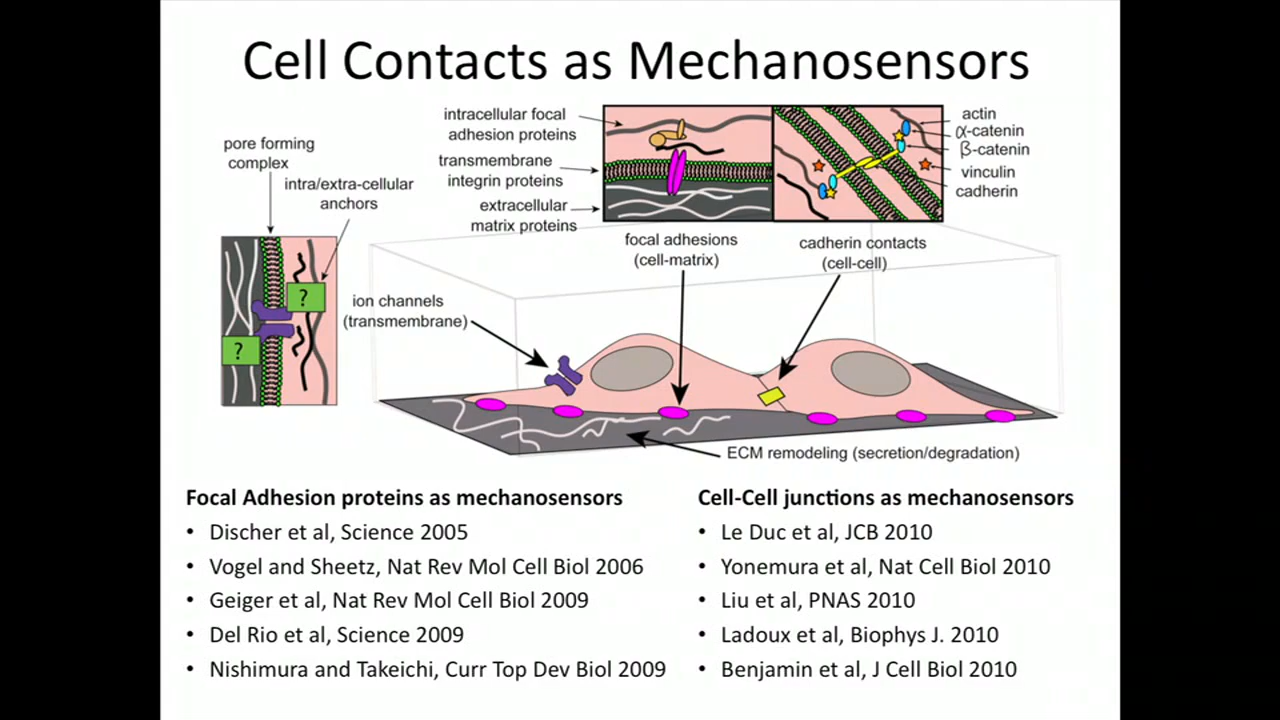 Cell Contacts as Mechanosensors
pore forming
complex
intra/extra-cellular
anchors
?
?
intracellular focal
adhesion proteins
transmembrane
integrin proteins
extracellular
matrix proteins
actin
α-catenin
β-catenin
vinculin
cadherin
focal adhesions
(cell-matrix)
cadherin contacts
(cell-cell)
ion channels
(transmembrane)
ECM remodeling (secretion/degradation)
Focal Adhesion proteins as mechanosensors
• Discher et al, Science 2005
• Vogel and Sheetz, Nat Rev Mol Cell Biol 2006
• Geiger et al, Nat Rev Mol Cell Biol 2009
• Del Rio et al, Science 2009
• Nishimura and Takeichi, Curr Top Dev Biol 2009
Cell-Cell junctions as mechanosensors
• Le Duc et al, JCB 2010
• Yonemura et al, Nat Cell Biol 2010
• Liu et al, PNAS 2010
• Ladoux et al, Biophys J. 2010
• Benjamin et al, J Cell Biol 2010